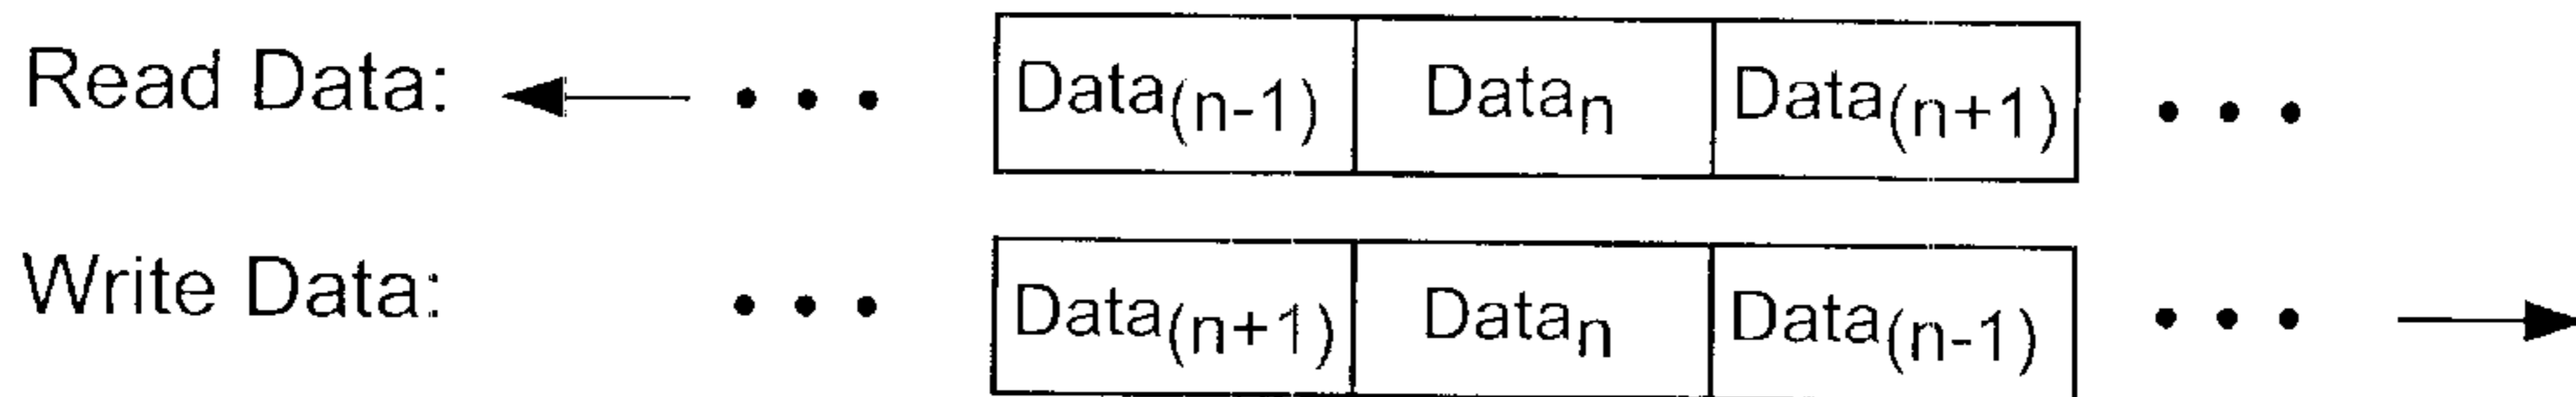 Read Data: • • • Data(n-1) Datan Data(n+1) • • •
Write Data: • • • Data(n+1) Datan Data(n-1) • • •